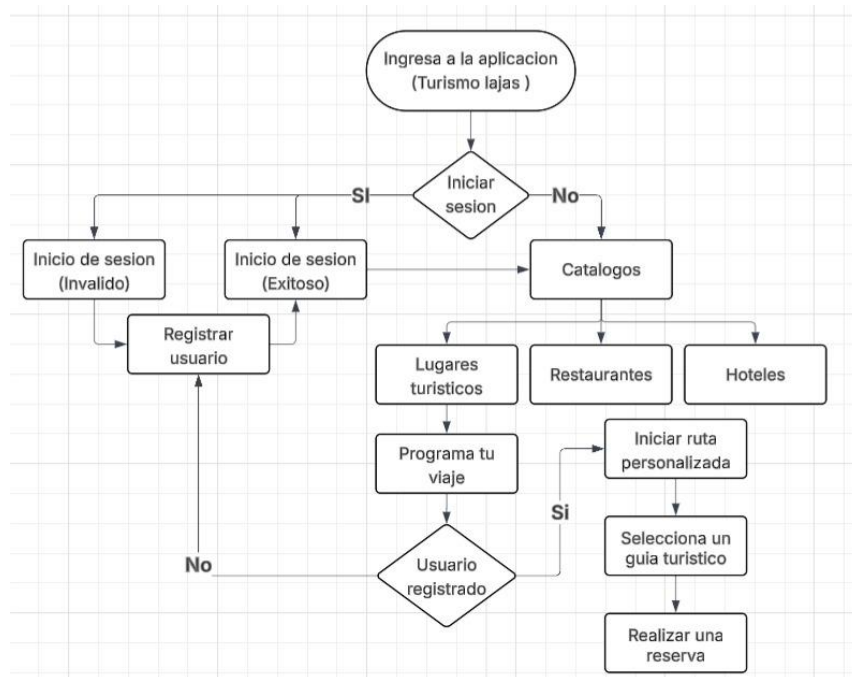 Ingresa a la aplicacion
(Turismo lajas )
Iniciar
sesion
SI
No
Inicio de sesion
(Invalido)
Inicio de sesion
(Exitoso)
Catalogos
Registrar
usuario
Lugares
turisticos
Restaurantes
Hoteles
Programa tu
viaje
Iniciar ruta
personalizada
Si
Selecciona un
guia turistico
Usuario
registrado
No
Realizar una
reserva